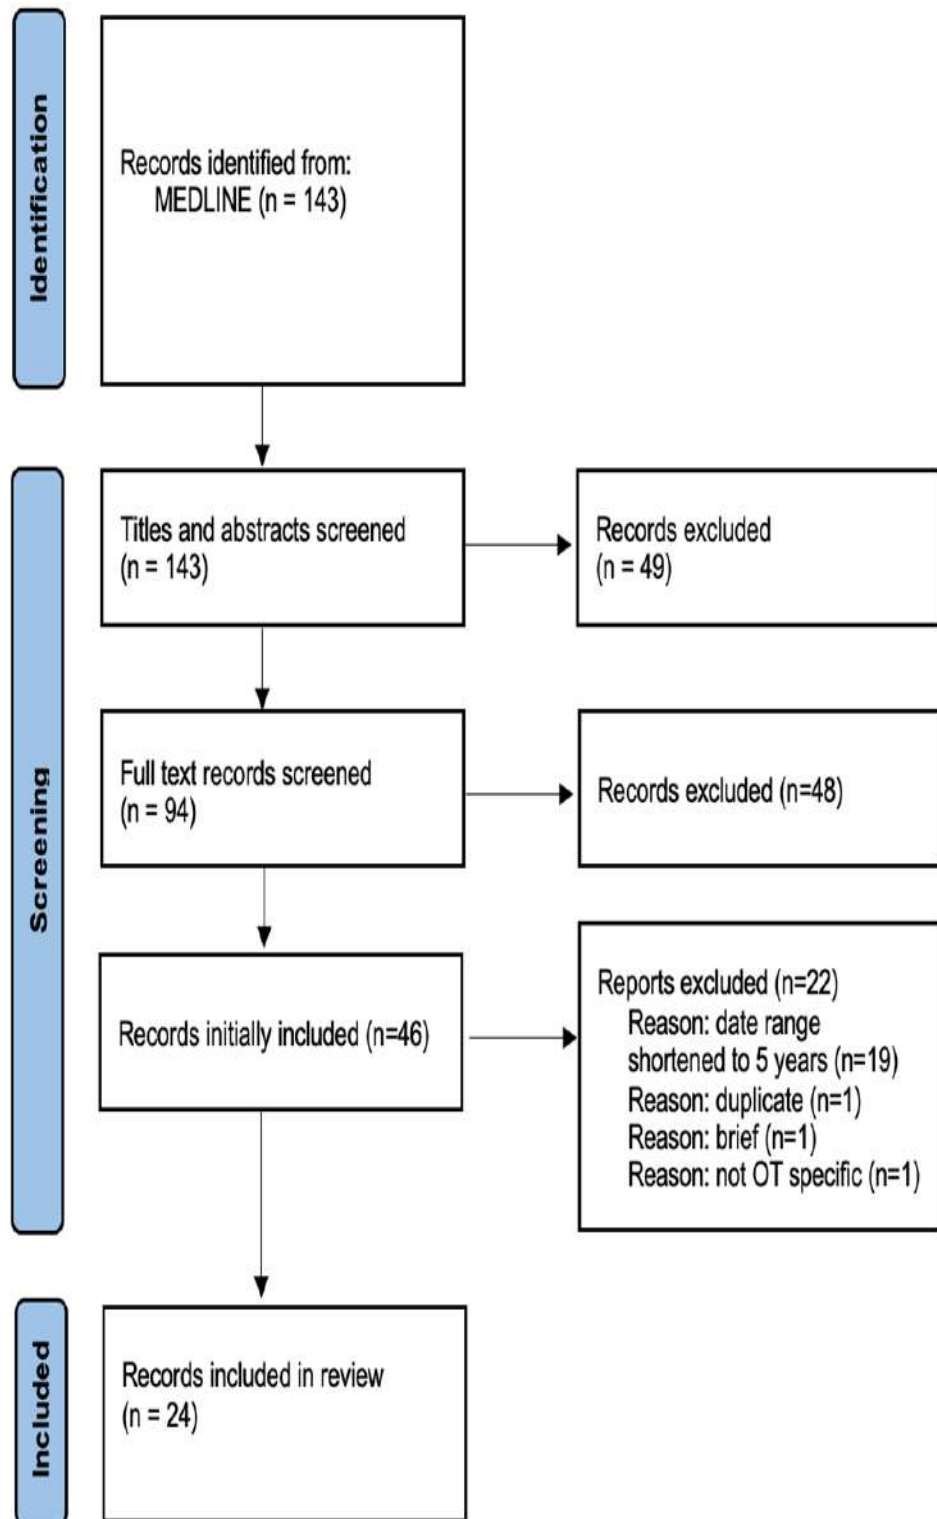 Identification
Records identified from:
MEDLINE (n = 143)
Screening
Titles and abstracts screened
(n = 143)
Records excluded
(n = 49)
Full text records screened
(n = 94)
Records excluded (n=48)
Records initially included (n=46)
Reports excluded (n=22)
Reason: date range
shortened to 5 years (n=19)
Reason: duplicate (n=1)
Reason: brief (n=1)
Reason: not OT specific (n=1)
Included
Records included in review
(n = 24)